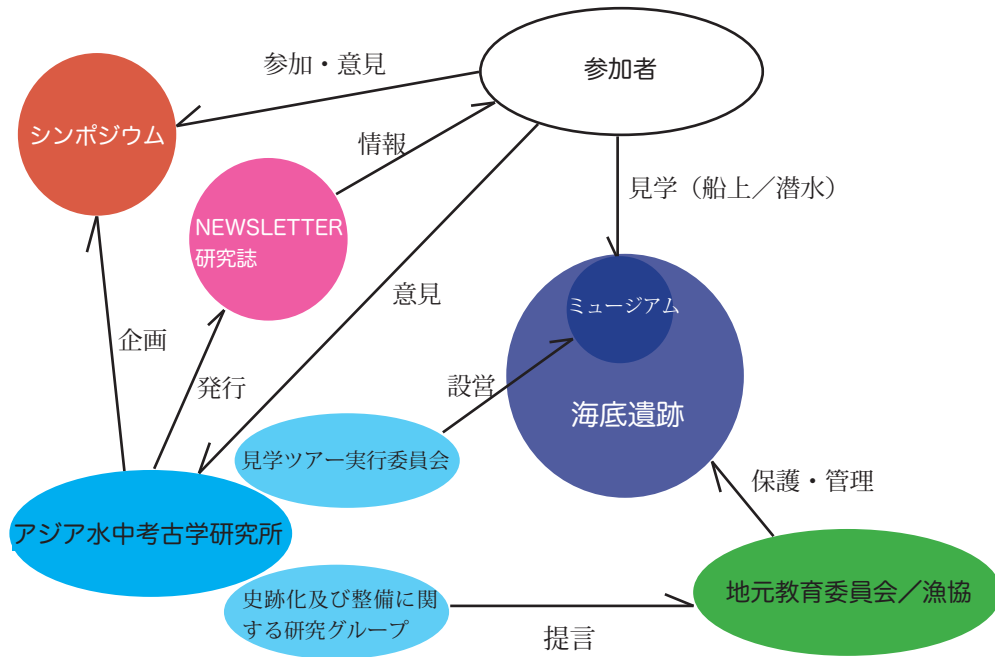 参加・意見
参加者
シンポジウム
情報
見学（船上／潜水）
NEWSLETTER
研究誌
意見
ミュージアム
企画
発行
設営
海底遺跡
見学ツアー実行委員会
保護・管理
アジア水中考古学研究所
地元教育委員会／漁協
史跡化及び整備に関
する研究グループ
提言